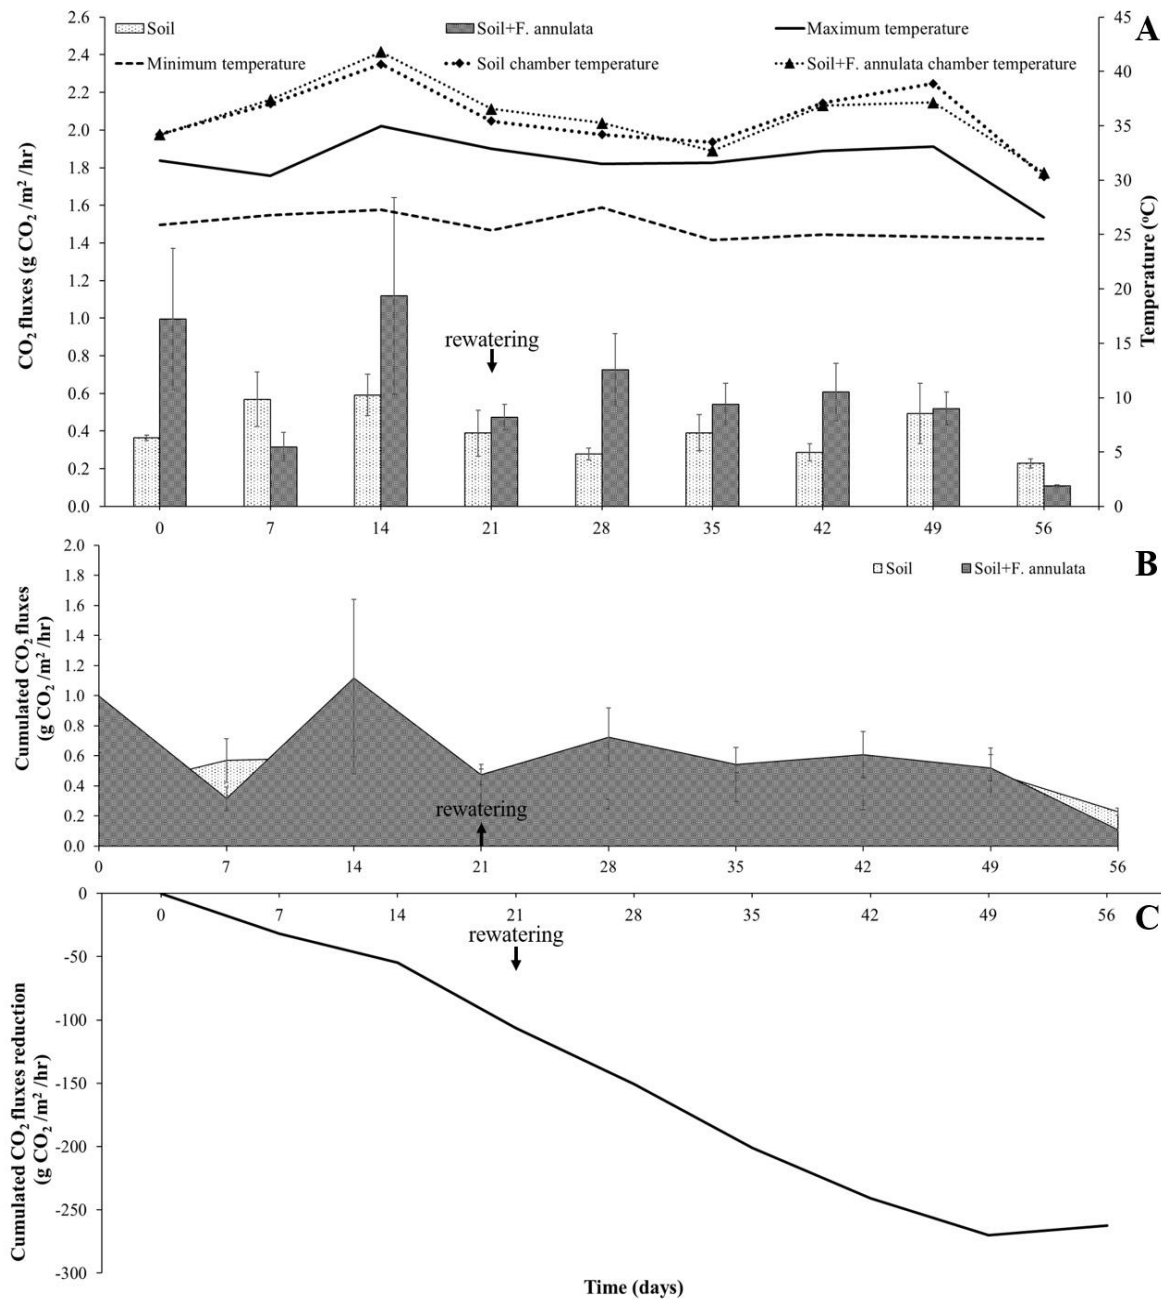 A
Soil
Soil+F. annulata
Maximum temperature
Minimum temperature
Soil chamber temperature
Soil+F. annulata chamber temperature
CO₂ fluxes (g CO₂ /m² /hr)
2.6
2.4
2.2
2.0
1.8
1.6
1.4
1.2
1.0
0.8
0.6
0.4
0.2
0.0
45
40
35
30
25
20
15
10
5
0
Temperature (ºC)
rewatering
0 7 14 21 28 35 42 49 56
B
Soil
Soil+F. annulata
Cumulated CO₂ fluxes
(g CO₂ /m² /hr)
2.0
1.8
1.6
1.4
1.2
1.0
0.8
0.6
0.4
0.2
0.0
rewatering
0 7 14 21 28 35 42 49 56
C
Cumulated CO₂ fluxes reduction
(g CO₂ /m² /hr)
0
-50
-100
-150
-200
-250
-300
0 7 14 21 28 35 42 49 56
rewatering
Time (days)